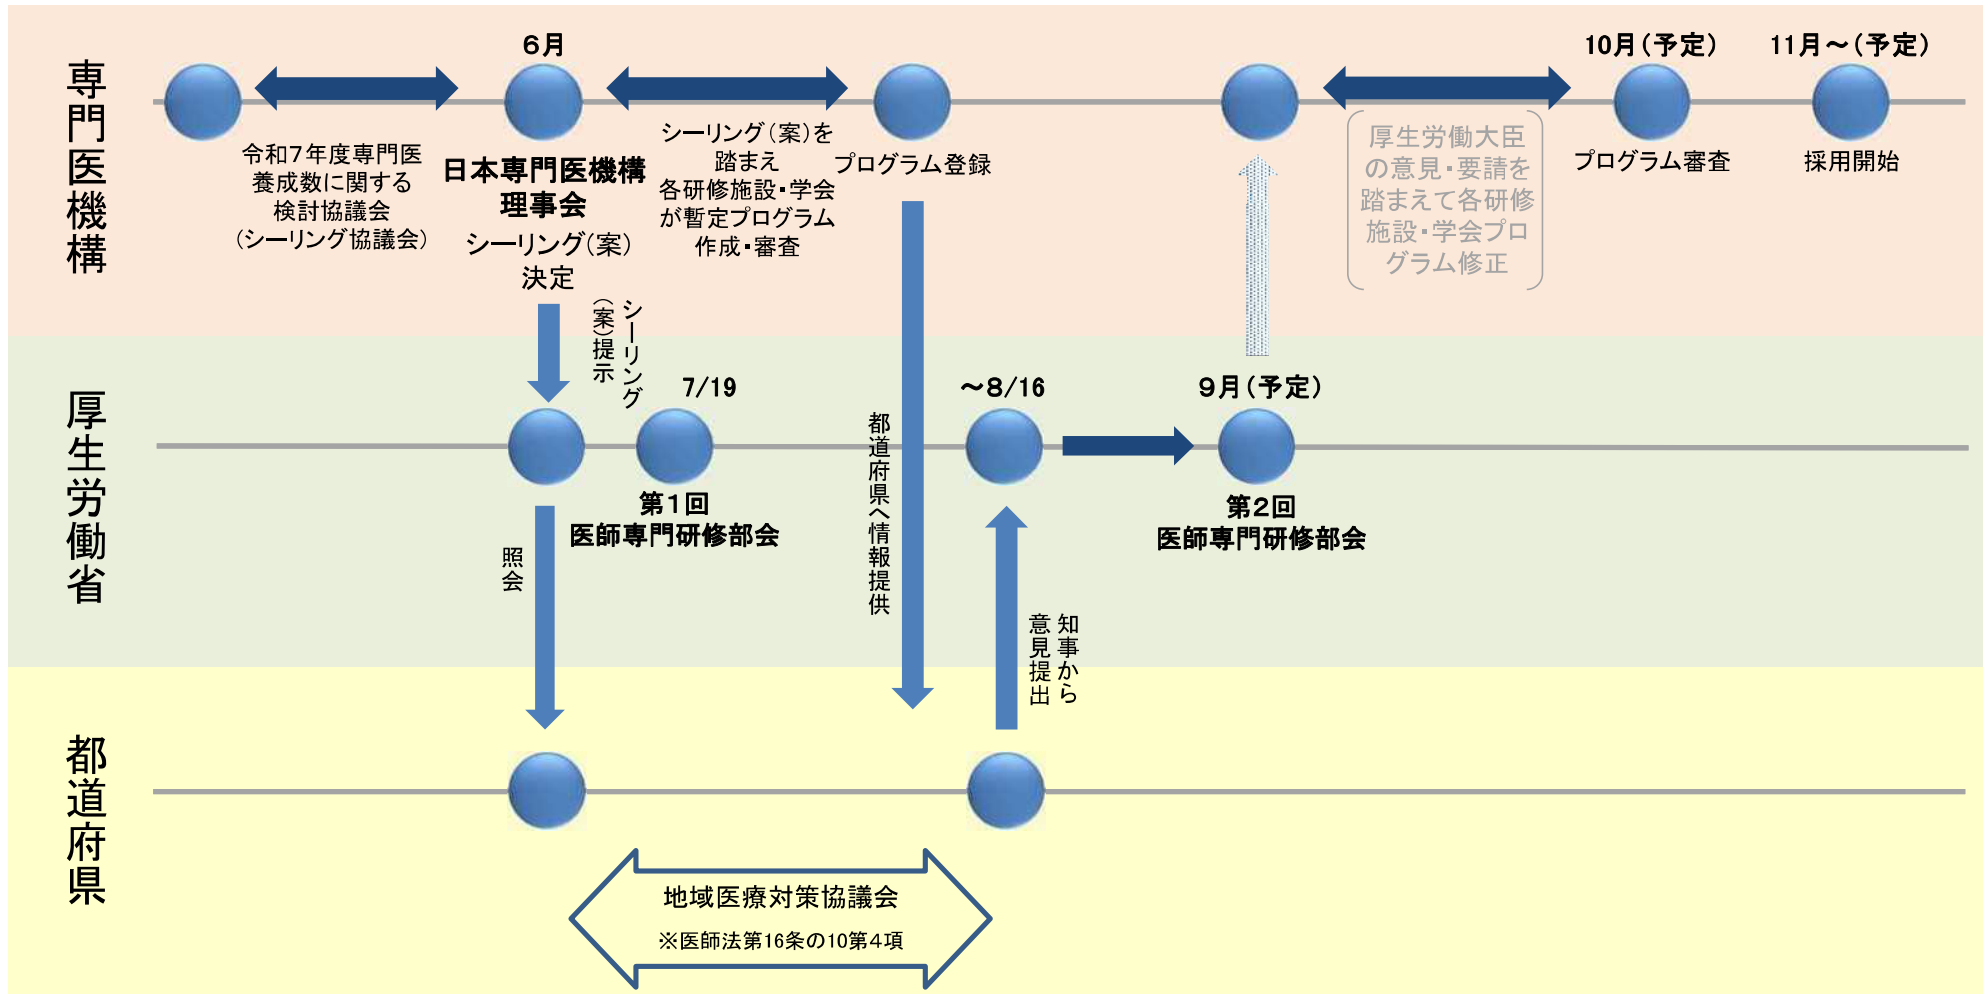 専門医機構
6月
10月（予定）
11月～（予定）
令和7年度専門医
養成数に関する
検討協議会
（シーリング協議会）
日本専門医機構
理事会
シーリング（案）
決定
シーリング（案）を
踏まえ
各研修施設・学会
が暫定プログラム
作成・審査
プログラム登録
厚生労働大臣
の意見・要請を
踏まえて各研修
施設・学会プロ
グラム修正
プログラム審査
採用開始
シーリング
（案）提示
厚生労働省
7/19
～8/16
9月（予定）
第1回
医師専門研修部会
第2回
医師専門研修部会
照会
都道府県へ情報提供
知事から
意見提出
都道府県
地域医療対策協議会
※医師法第16条の10第4項